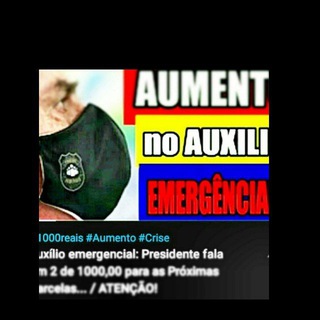 AUMENT
no AUXILI
EMERGÊNCIA
1000reais #Aumento #Crise
uxílio emergencial: Presidente fala
m 2 de 1000,00 para as Próximas
arcelas... / ATENÇÃO!